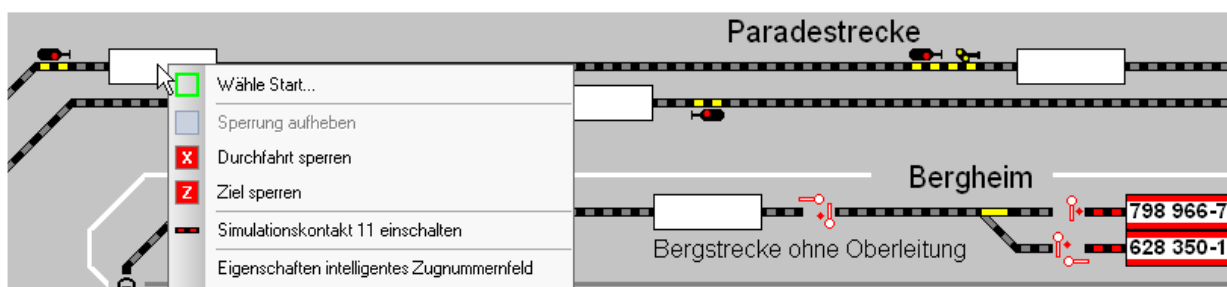 Paradestrecke
Wähle Start...
Sperrung aufheben
X Durchfahrt sperren
Z Ziel sperren
Simulationskontakt 11 einschalten
Eigenschaften intelligentes Zugnummernfeld
Bergheim
798 966-7
Bergstrecke ohne Oberleitung
628 350-1